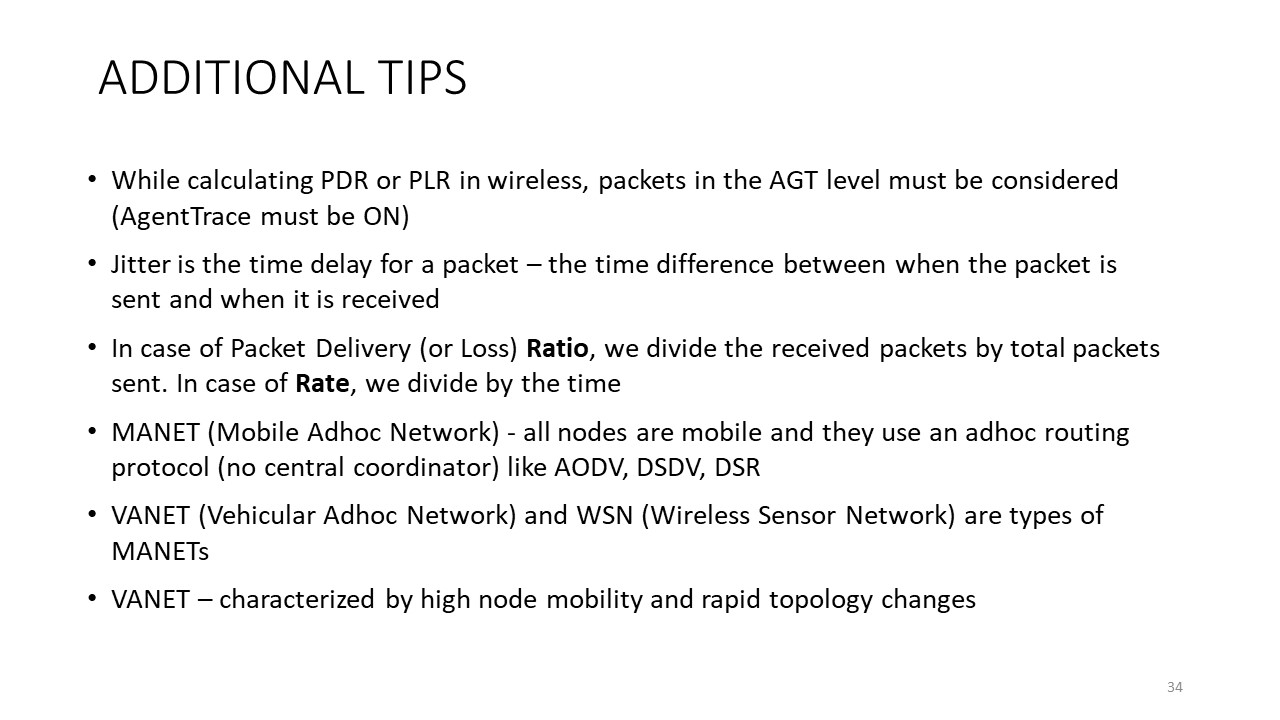 ADDITIONAL TIPS
• While calculating PDR or PLR in wireless, packets in the AGT level must be considered
(AgentTrace must be ON)
• Jitter is the time delay for a packet – the time difference between when the packet is
sent and when it is received
• In case of Packet Delivery (or Loss) Ratio, we divide the received packets by total packets
sent. In case of Rate, we divide by the time
• MANET (Mobile Adhoc Network) - all nodes are mobile and they use an adhoc routing
protocol (no central coordinator) like AODV, DSDV, DSR
• VANET (Vehicular Adhoc Network) and WSN (Wireless Sensor Network) are types of
MANETs
• VANET – characterized by high node mobility and rapid topology changes
34